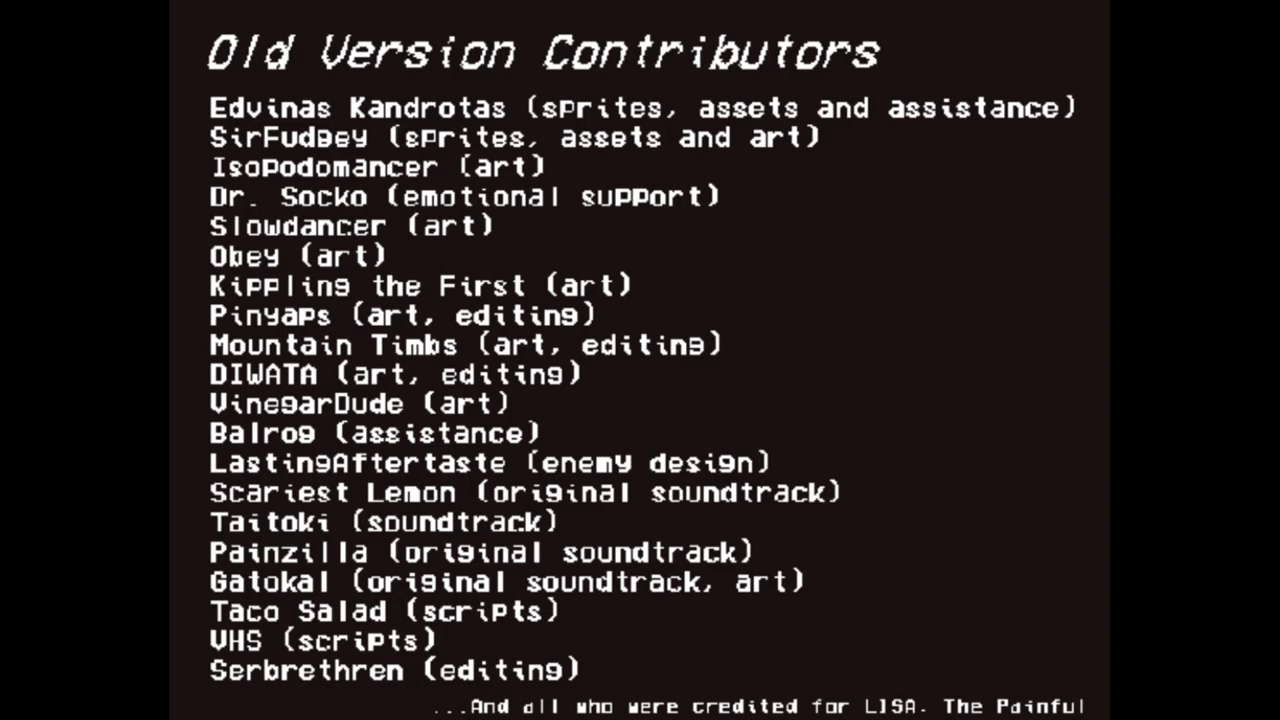 Old Version Contributors
Edvinas Kandrotas (sprites, assets and assistance)
SirFudBey (sprites, assets and art)
IsoPodomancer (art)
Dr. Socko (emotional support)
Slowdancer (art)
Obey (art)
Kippling the First (art)
Pinyaps (art, editing)
Mountain Timbs (art, editing)
DIWATA (art, editing)
VinegarDude (art)
Balrog (assistance)
LastingAftertaste (enemy design)
Scariest Lemon (original soundtrack)
Taitoki (soundtrack)
Painzilla (original soundtrack)
Gatokal (original soundtrack, art)
Taco Salad (scripts)
VHS (scripts)
Serbrethren (editing)
...And all who were credited for LISA. The Painful